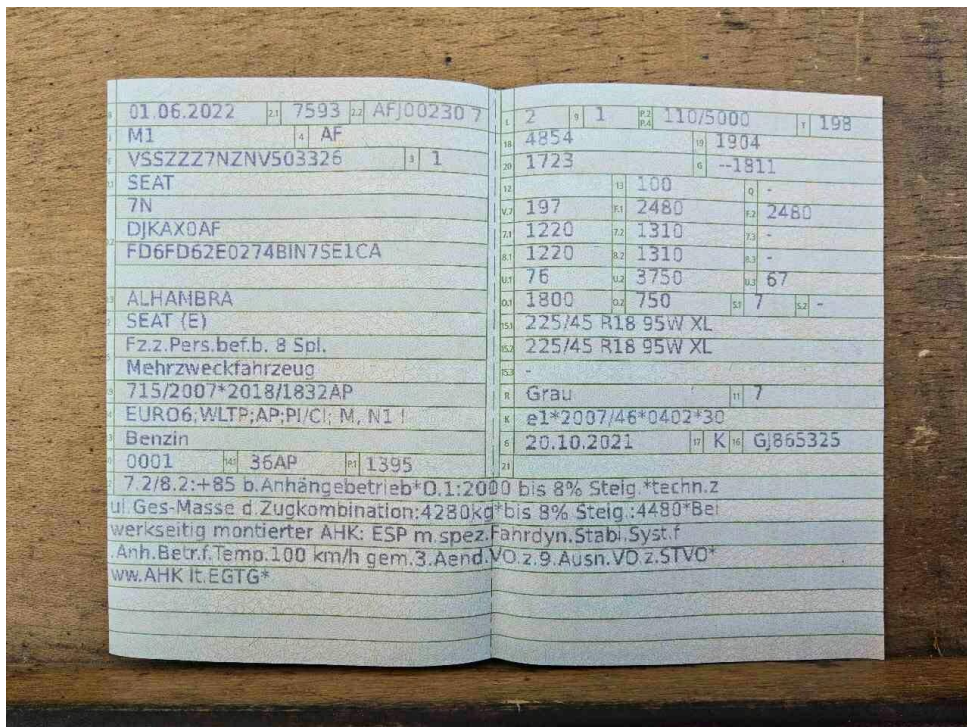 01.06.2022 2.1 7593 2.2 AFJ00230 7
M1 4 AF
VSSZZZ7NZNV503326 3 1
SEAT
7N
DJKAX0AF
FD6FD62E0274BIN7SE1CA
ALHAMBRA
SEAT (E)
Fz.z.Pers.bef.b. 8 Spl.
Mehrzweckfahrzeug
715/2007*2018/1832AP
EURO6;WLTP;AP;PI/CI; M, N1 I
Benzin
0001 14.1 36AP P.1 1395
L 2 9 1 P.2 P.4 110/5000 T 198
18 4854 19 1904
20 1723 G --1811
12 13 100 Q -
V.7 197 F.1 2480 F.2 2480
7.1 1220 7.2 1310 7.3 -
8.1 1220 8.2 1310 8.3 -
U.1 76 U.2 3750 U.3 67
O.1 1800 O.2 750 S.1 7 S.2 -
15.1 225/45 R18 95W XL
15.2 225/45 R18 95W XL
15.3 -
R Grau 11 7
K e1*2007/46*0402*30
6 20.10.2021 17 K 16 GJ865325
21
7.2/8.2:+85 b.Anhängebetrieb*O.1:2000 bis 8% Steig.*techn.z
ul.Ges-Masse d.Zugkombination:4280kg*bis 8% Steig.:4480*Bei
werkseitig montierter AHK: ESP m.spez.Fahrdyn.Stabi.Syst.f
.Anh.Betr.f.Temp.100 km/h gem.3.Aend.VO.z.9.Ausn.VO.z.STVO*
ww.AHK lt.EGTG*